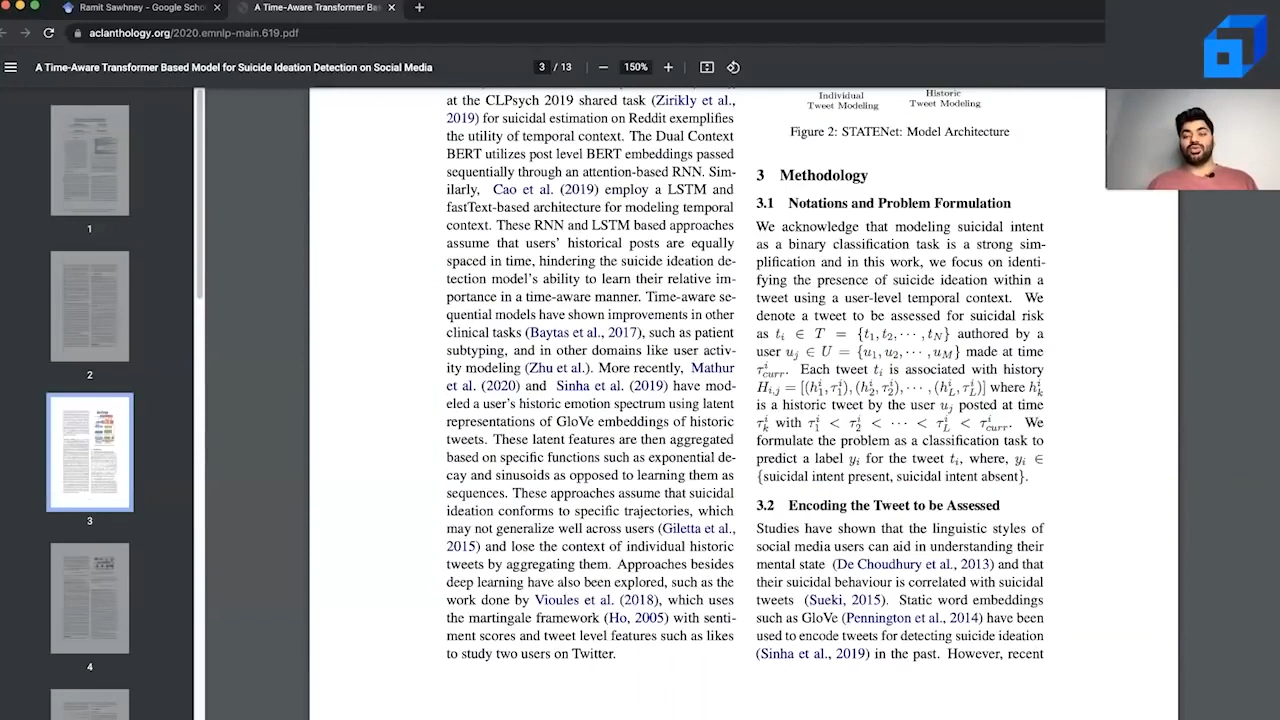 Ramit Sawhney - Google Schol
A Time-Aware Transformer Bas
aclanthology.org/2020.emnlp-main.619.pdf
A Time-Aware Transformer Based Model for Suicide Ideation Detection on Social Media
3 / 13
150%
1
2
3
4
at the CLPsych 2019 shared task (Zirikly et al.,
2019) for suicidal estimation on Reddit exemplifies
the utility of temporal context. The Dual Context
BERT utilizes post level BERT embeddings passed
sequentially through an attention-based RNN. Sim-
ilarly, Cao et al. (2019) employ a LSTM and
fastText-based architecture for modeling temporal
context. These RNN and LSTM based approaches
assume that users' historical posts are equally
spaced in time, hindering the suicide ideation de-
tection model's ability to learn their relative im-
portance in a time-aware manner. Time-aware se-
quential models have shown improvements in other
clinical tasks (Baytas et al., 2017), such as patient
subtyping, and in other domains like user activ-
ity modeling (Zhu et al.). More recently, Mathur
et al. (2020) and Sinha et al. (2019) have mod-
eled a user's historic emotion spectrum using latent
representations of GloVe embeddings of historic
tweets. These latent features are then aggregated
based on specific functions such as exponential de-
cay and sinusoids as opposed to learning them as
sequences. These approaches assume that suicidal
ideation conforms to specific trajectories, which
may not generalize well across users (Giletta et al.,
2015) and lose the context of individual historic
tweets by aggregating them. Approaches besides
deep learning have also been explored, such as the
work done by Vioules et al. (2018), which uses
the martingale framework (Ho, 2005) with senti-
ment scores and tweet level features such as likes
to study two users on Twitter.
Individual
Tweet Modeling
Historic
Tweet Modeling
Figure 2: STATENet: Model Architecture
3 Methodology
3.1 Notations and Problem Formulation
We acknowledge that modeling suicidal intent
as a binary classification task is a strong sim-
plification and in this work, we focus on identi-
fying the presence of suicide ideation within a
tweet using a user-level temporal context. We
denote a tweet to be assessed for suicidal risk
as tᵢ ∈ T = {t₁, t₂, ⋯, t_N} authored by a
user uⱼ ∈ U = {u₁, u₂, ⋯, u_M} made at time
τ^i_curr. Each tweet tᵢ is associated with history
H_i,j = [(h^i_1, τ^i_1), (h^i_2, τ^i_2), ⋯, (h^i_L, τ^i_L)] where h^i_k
is a historic tweet by the user uⱼ posted at time
τ^i_k with τ^i_1 < τ^i_2 < ⋯ < τ^i_L < τ^i_curr. We
formulate the problem as a classification task to
predict a label yᵢ for the tweet tᵢ, where, yᵢ ∈
{suicidal intent present, suicidal intent absent}.
3.2 Encoding the Tweet to be Assessed
Studies have shown that the linguistic styles of
social media users can aid in understanding their
mental state (De Choudhury et al., 2013) and that
their suicidal behaviour is correlated with suicidal
tweets (Sueki, 2015). Static word embeddings
such as GloVe (Pennington et al., 2014) have been
used to encode tweets for detecting suicide ideation
(Sinha et al., 2019) in the past. However, recent